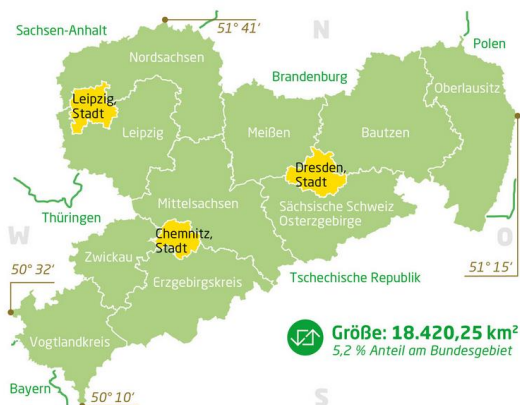 Sachsen-Anhalt
51° 41'
N
Polen
Nordsachsen
Brandenburg
Oberlausitz
Leipzig,
Stadt
Leipzig
Meißen
Bautzen
Dresden,
Stadt
Mittelsachsen
Sächsische Schweiz
Osterzgebirge
Thüringen
W
Chemnitz,
Stadt
O
Zwickau
50° 32'
Erzgebirgskreis
Tschechische Republik
51° 15'
Größe: 18.420,25 km²
5,2 % Anteil am Bundesgebiet
Vogtlandkreis
Bayern
50° 10'
S